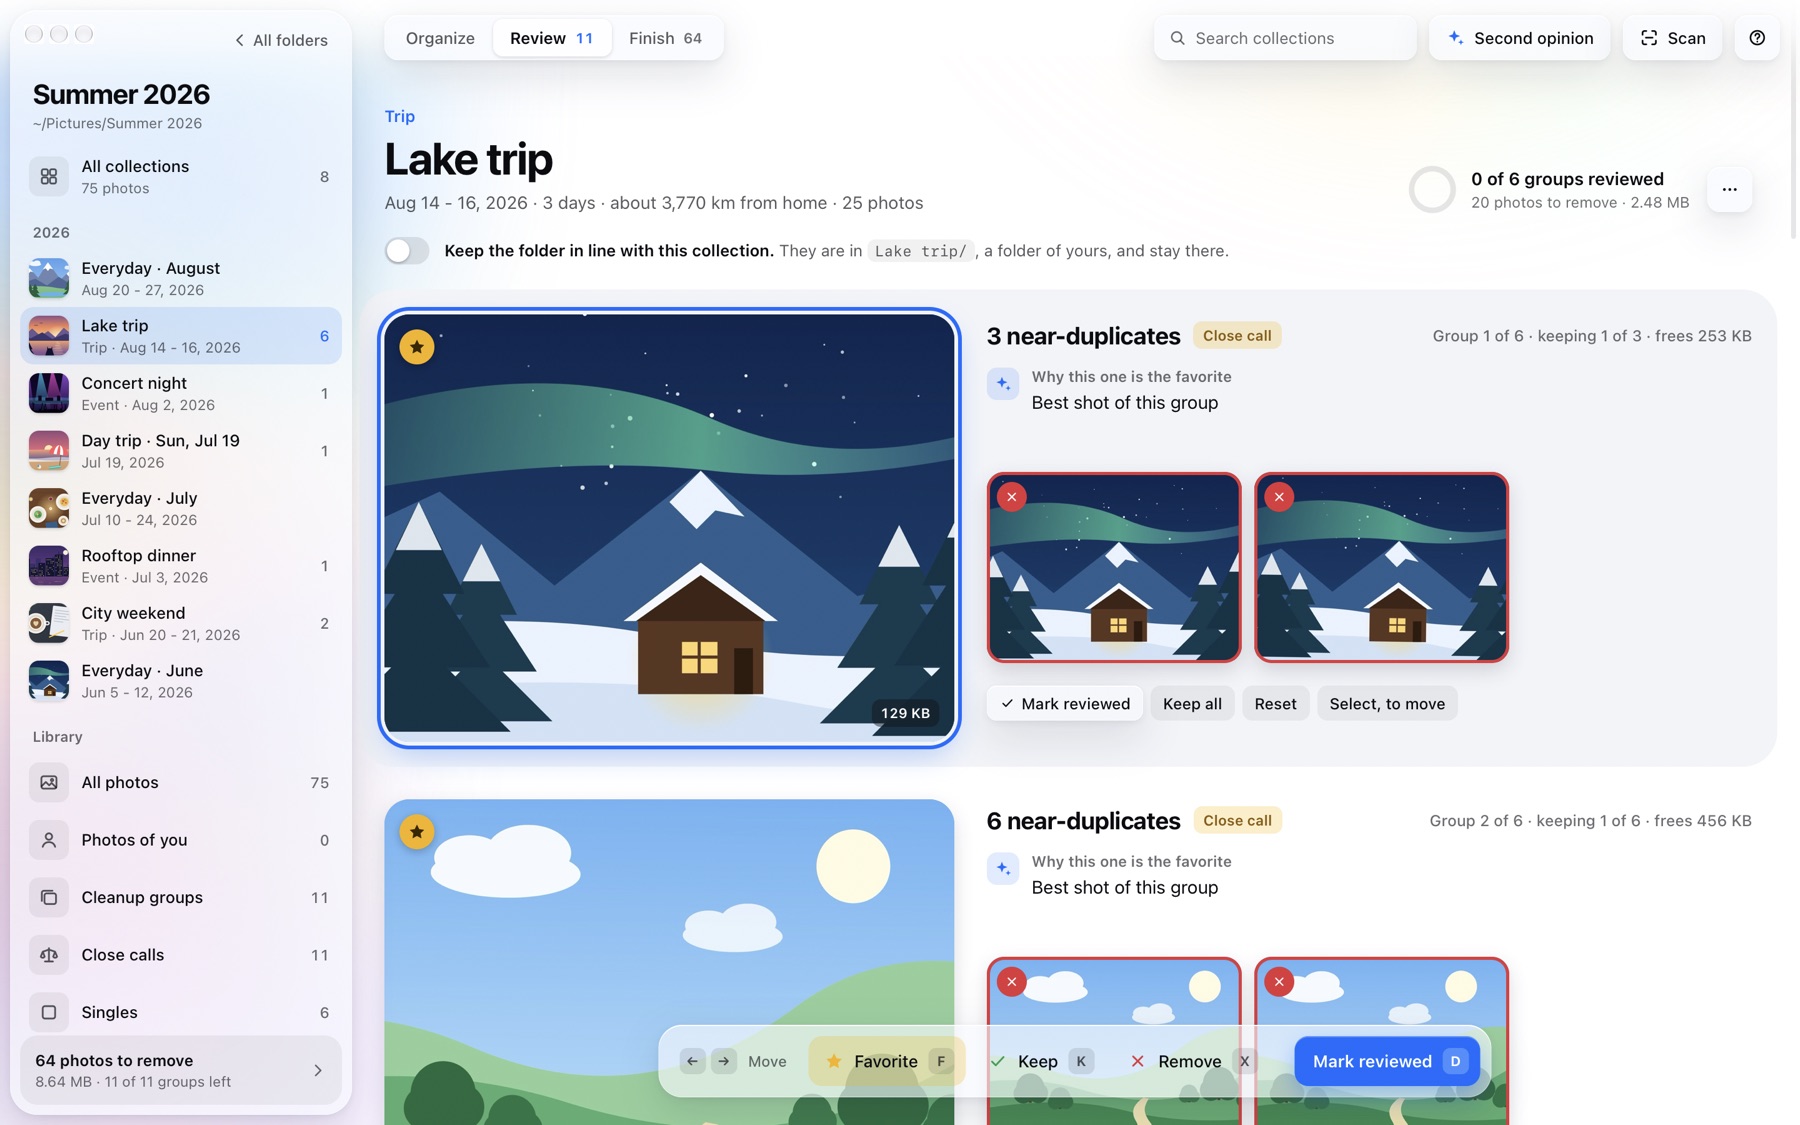 All folders
Summer 2026
~/Pictures/Summer 2026
All collections
75 photos
8
2026
Everyday · August
Aug 20 - 27, 2026
Lake trip
Trip · Aug 14 - 16, 2026
6
Concert night
Event · Aug 2, 2026
1
Day trip · Sun, Jul 19
Jul 19, 2026
1
Everyday · July
Jul 10 - 24, 2026
Rooftop dinner
Event · Jul 3, 2026
1
City weekend
Trip · Jun 20 - 21, 2026
2
Everyday · June
Jun 5 - 12, 2026
Library
All photos 75
Photos of you 0
Cleanup groups 11
Close calls 11
Singles 6
64 photos to remove
8.64 MB · 11 of 11 groups left
Organize Review 11 Finish 64
Search collections Second opinion Scan
Trip
Lake trip
Aug 14 - 16, 2026 · 3 days · about 3,770 km from home · 25 photos
0 of 6 groups reviewed
20 photos to remove · 2.48 MB
Keep the folder in line with this collection. They are in Lake trip/ , a folder of yours, and stay there.
129 KB
3 near-duplicates Close call Group 1 of 6 · keeping 1 of 3 · frees 253 KB
Why this one is the favorite
Best shot of this group
Mark reviewed Keep all Reset Select, to move
6 near-duplicates Close call Group 2 of 6 · keeping 1 of 6 · frees 456 KB
Why this one is the favorite
Best shot of this group
Move Favorite F Keep K Remove X Mark reviewed D